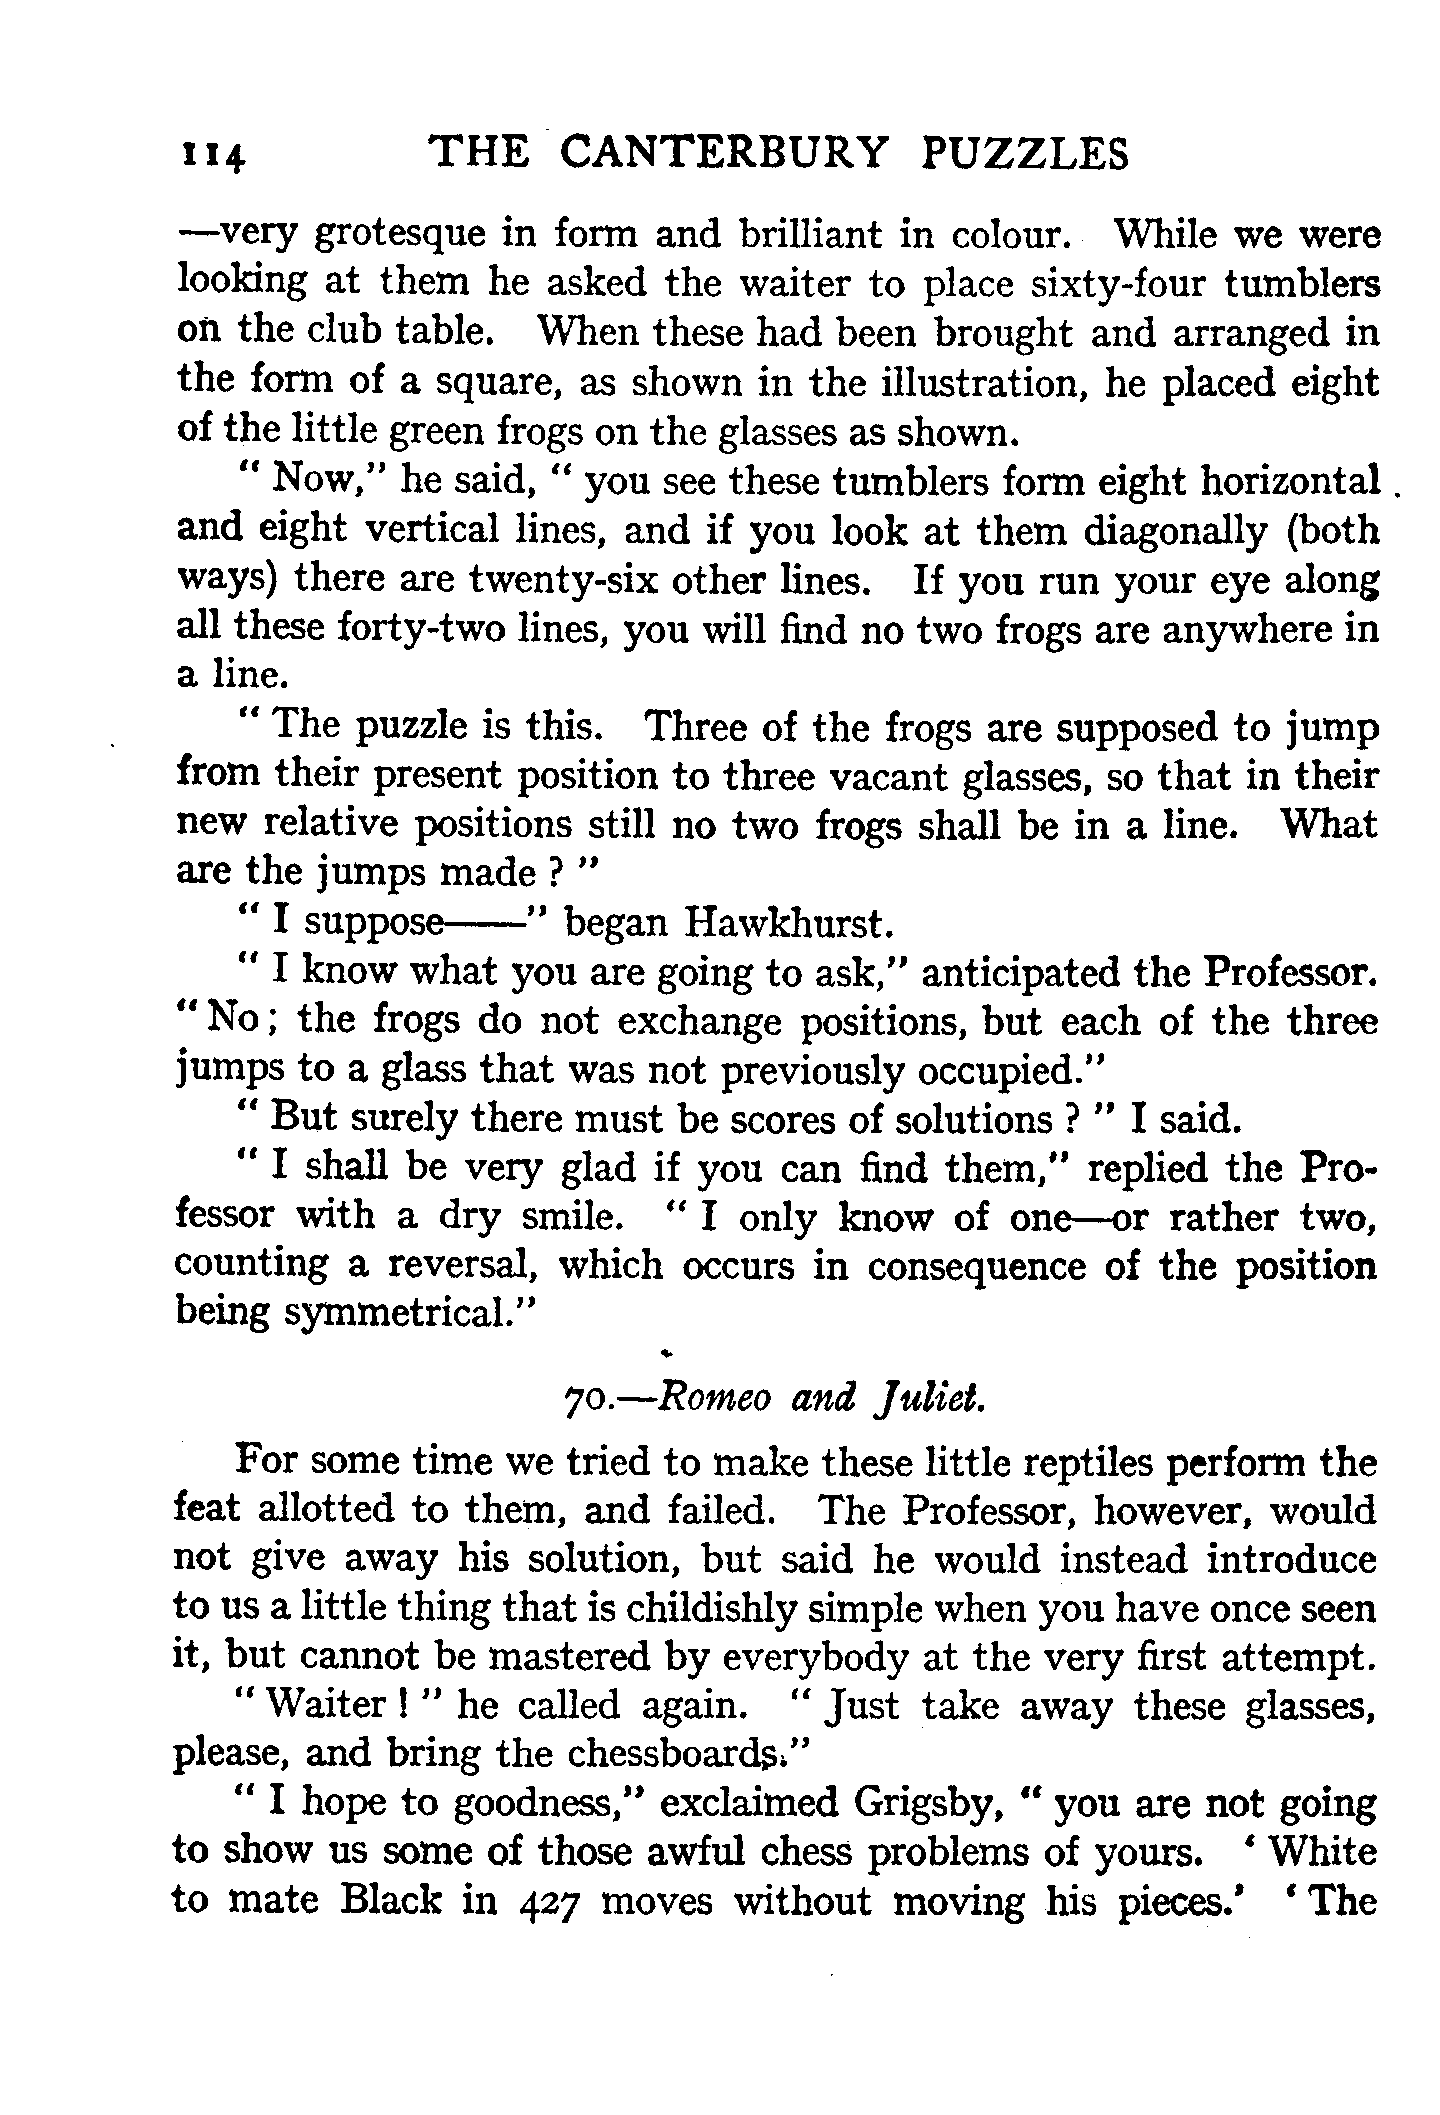 114 THE CANTERBURY PUZZLES
—very grotesque in form and brilliant in colour. While we were
looking at them he asked the waiter to place sixty-four tumblers
on the club table. When these had been brought and arranged in
the form of a square, as shown in the illustration, he placed eight
of the little green frogs on the glasses as shown.
“ Now,” he said, “ you see these tumblers form eight horizontal
and eight vertical lines, and if you look at them diagonally (both
ways) there are twenty-six other lines. If you run your eye along
all these forty-two lines, you will find no two frogs are anywhere in
a line.
“ The puzzle is this. Three of the frogs are supposed to jump
from their present position to three vacant glasses, so that in their
new relative positions still no two frogs shall be in a line. What
are the jumps made ? ”
“ I suppose——” began Hawkhurst.
“ I know what you are going to ask,” anticipated the Professor.
“ No ; the frogs do not exchange positions, but each of the three
jumps to a glass that was not previously occupied.”
“ But surely there must be scores of solutions ? ” I said.
“ I shall be very glad if you can find them,” replied the Pro-
fessor with a dry smile. “ I only know of one—or rather two,
counting a reversal, which occurs in consequence of the position
being symmetrical.”
70.—Romeo and Juliet.
For some time we tried to make these little reptiles perform the
feat allotted to them, and failed. The Professor, however, would
not give away his solution, but said he would instead introduce
to us a little thing that is childishly simple when you have once seen
it, but cannot be mastered by everybody at the very first attempt.
“ Waiter ! ” he called again. “ Just take away these glasses,
please, and bring the chessboards.”
“ I hope to goodness,” exclaimed Grigsby, “ you are not going
to show us some of those awful chess problems of yours. ‘ White
to mate Black in 427 moves without moving his pieces.’ ‘ The